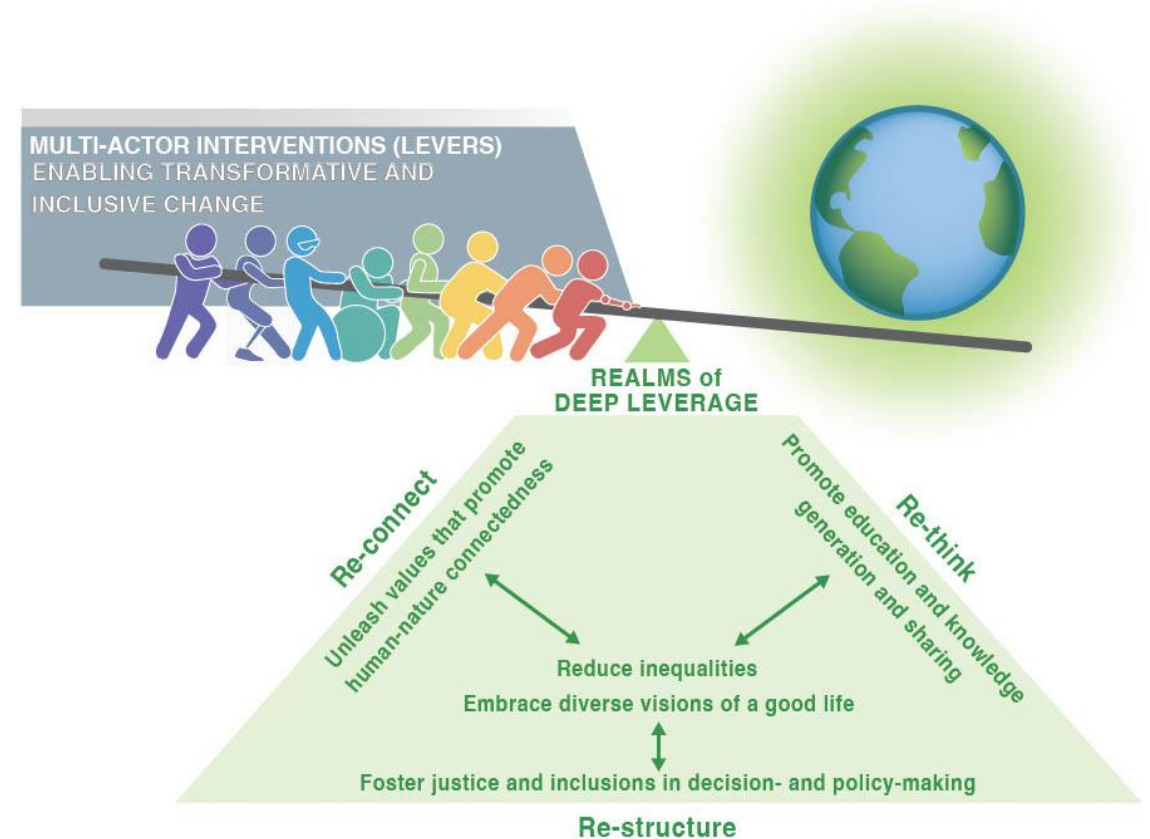 MULTI-ACTOR INTERVENTIONS (LEVERS)
ENABLING TRANSFORMATIVE AND
INCLUSIVE CHANGE
REALMS of
DEEP LEVERAGE
Re-connect
Unleash values that promote
human-nature connectedness
Re-think
Promote education and knowledge
generation and sharing
Reduce inequalities
Embrace diverse visions of a good life
Foster justice and inclusions in decision- and policy-making
Re-structure